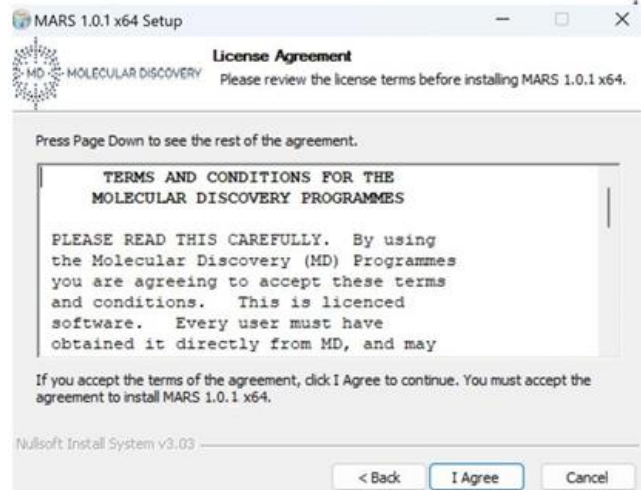 MARS 1.0.1 x64 Setup
License Agreement
MD MOLECULAR DISCOVERY
Please review the license terms before installing MARS 1.0.1 x64.
Press Page Down to see the rest of the agreement.
TERMS AND CONDITIONS FOR THE
MOLECULAR DISCOVERY PROGRAMMES
PLEASE READ THIS CAREFULLY. By using
the Molecular Discovery (MD) Programmes
you are agreeing to accept these terms
and conditions. This is licenced
software. Every user must have
obtained it directly from MD, and may
If you accept the terms of the agreement, click I Agree to continue. You must accept the
agreement to install MARS 1.0.1 x64.
Nullsoft Install System v3.03
< Back
I Agree
Cancel